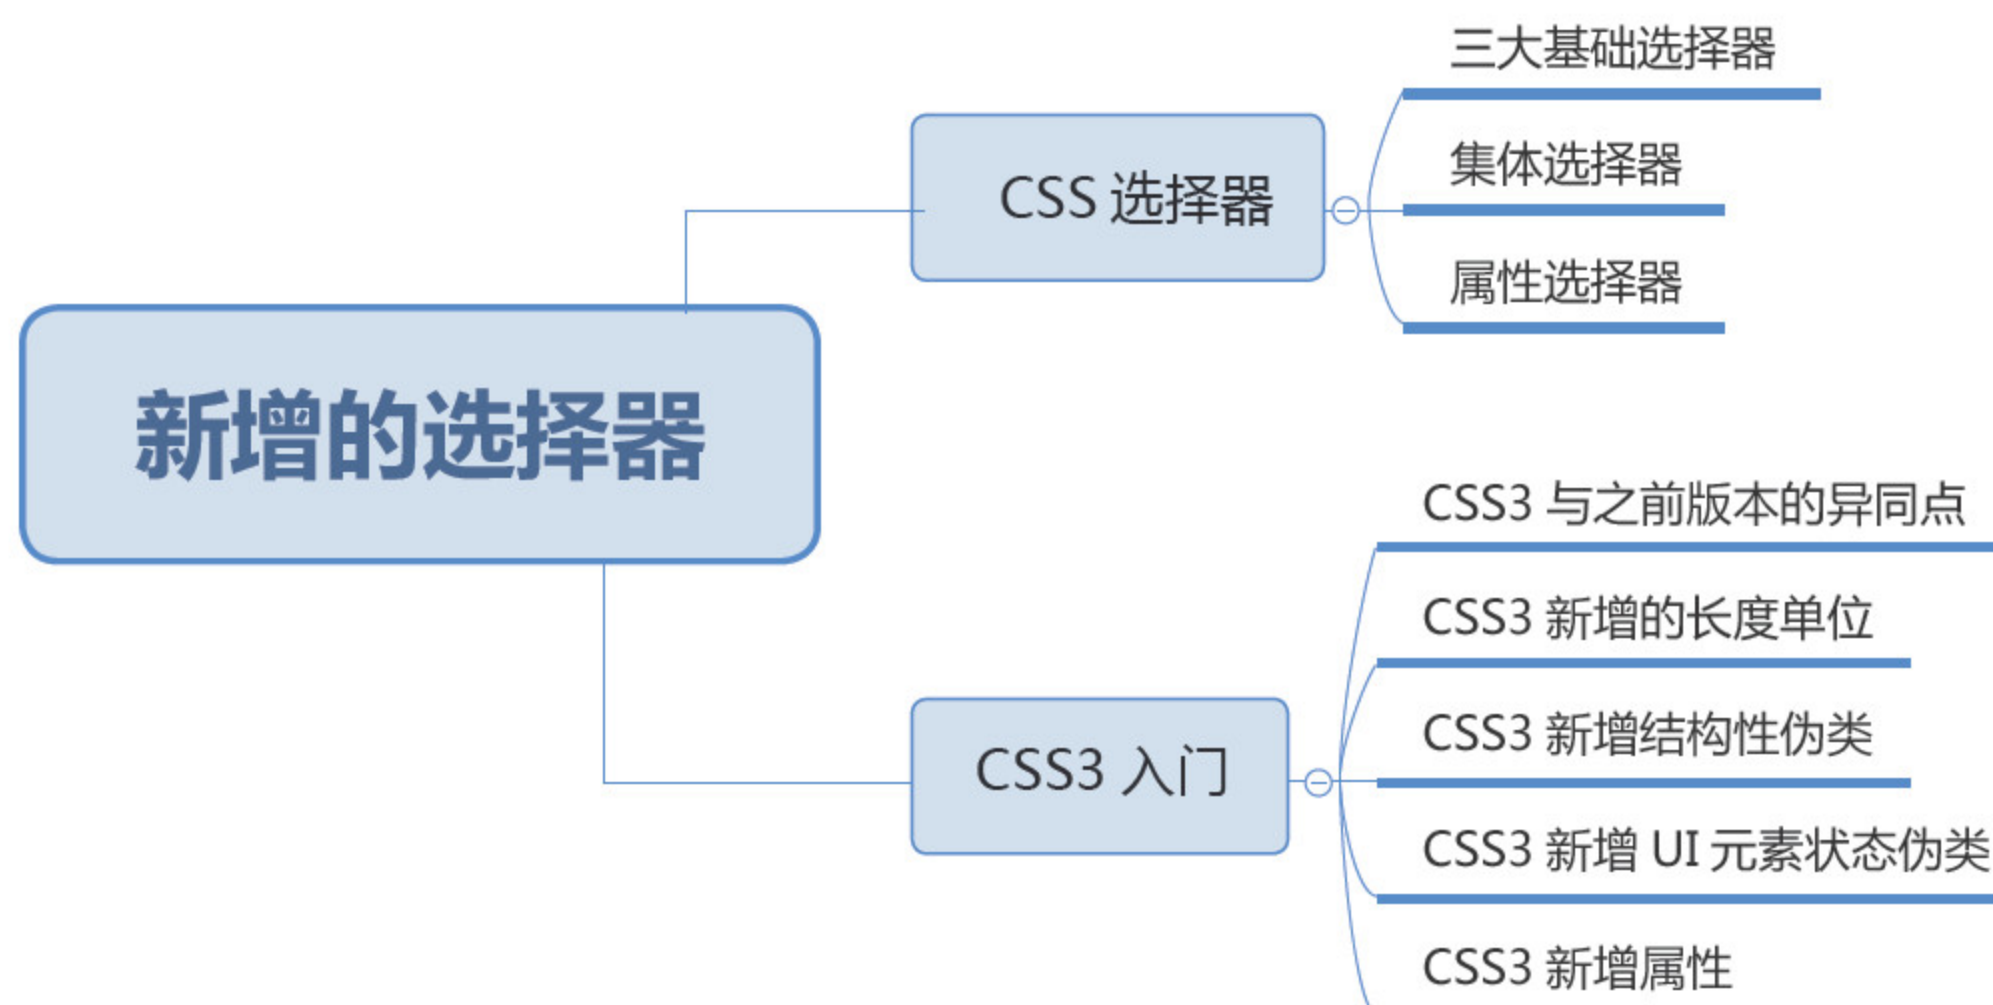 新增的选择器
CSS 选择器
三大基础选择器
集体选择器
属性选择器
CSS3 入门
CSS3 与之前版本的异同点
CSS3 新增的长度单位
CSS3 新增结构性伪类
CSS3 新增 UI 元素状态伪类
CSS3 新增属性